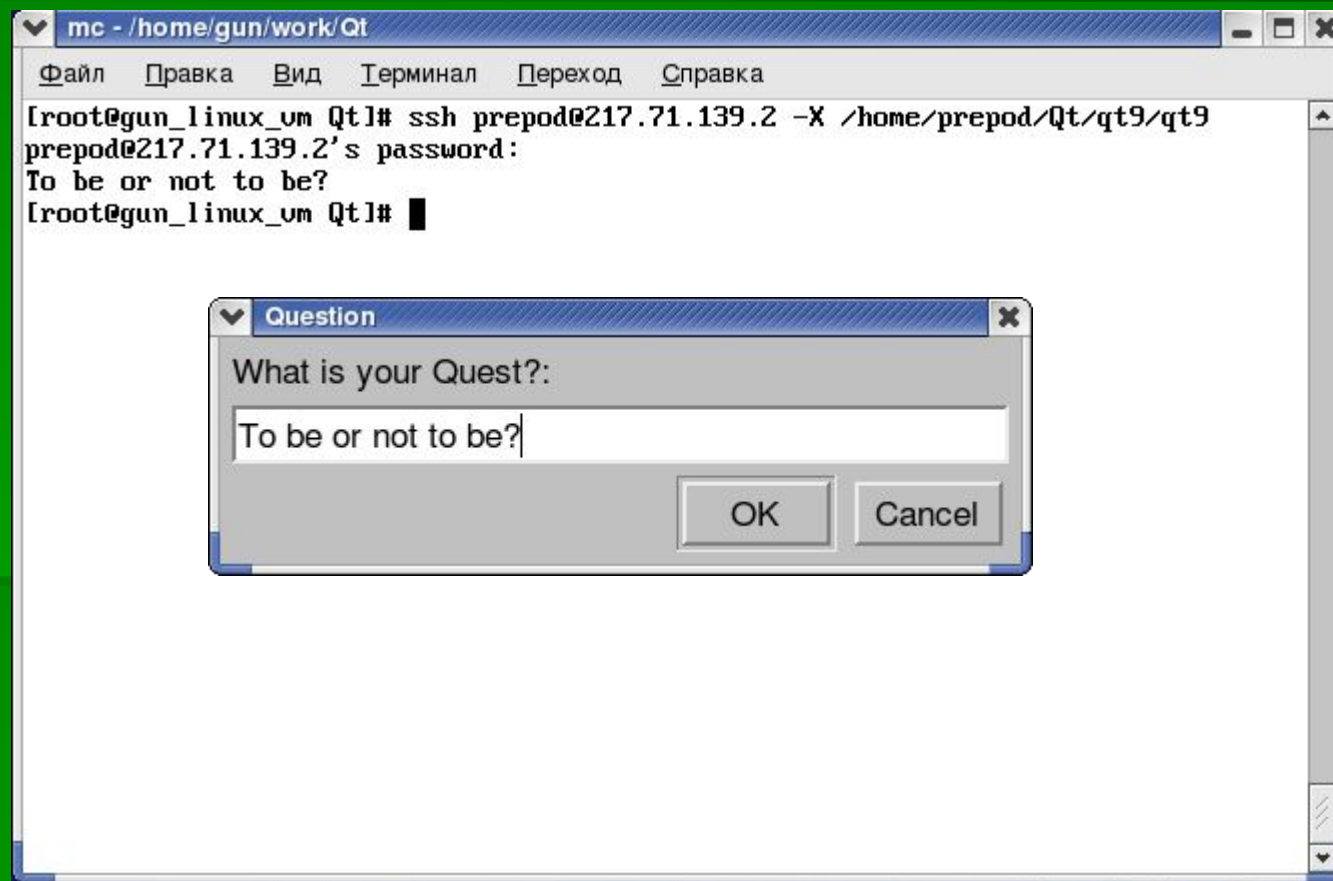 mc - /home/gun/work/Qt
Файл Правка Вид Терминал Переход Справка
[root@gun_linux_vm Qt]# ssh prepod@217.71.139.2 -X /home/prepod/Qt/qt9/qt9
prepod@217.71.139.2's password:
To be or not to be?
[root@gun_linux_vm Qt]#
Question
What is your Quest?:
To be or not to be?
OK Cancel